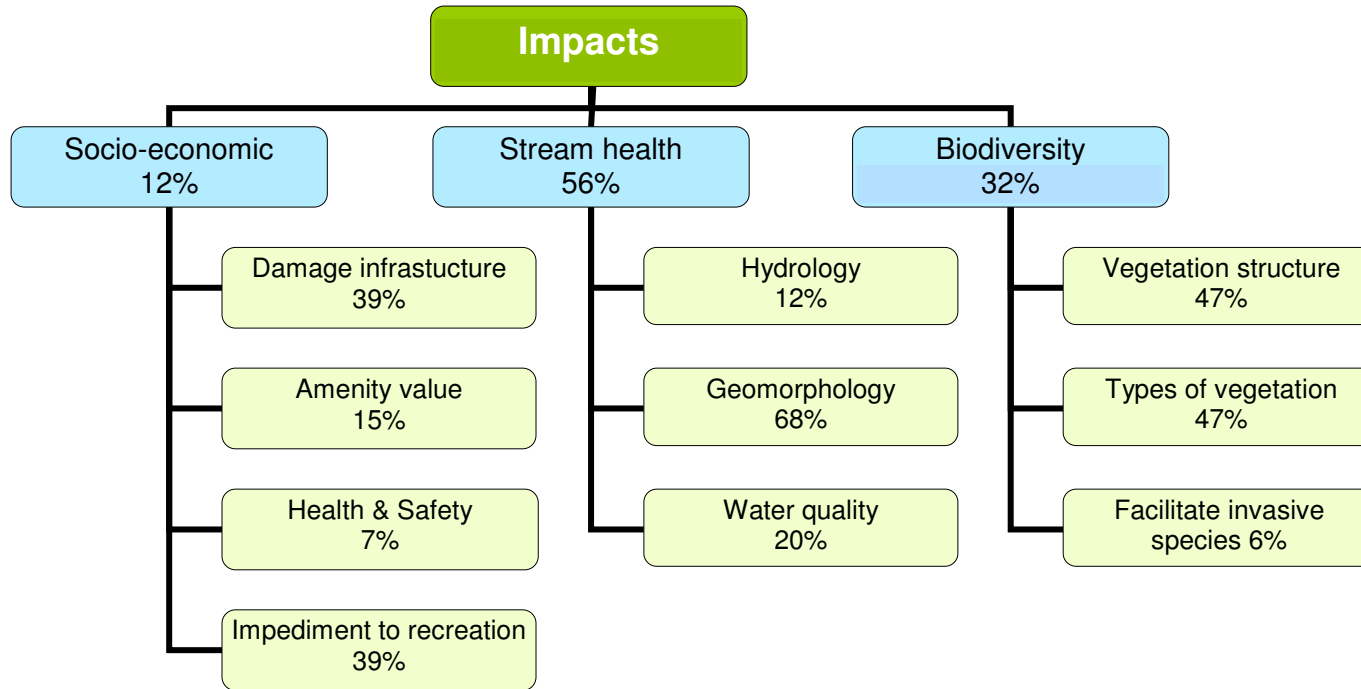 Impacts
Socio-economic
12%
Stream health
56%
Biodiversity
32%
Damage infrastucture
39%
Amenity value
15%
Health & Safety
7%
Impediment to recreation
39%
Hydrology
12%
Geomorphology
68%
Water quality
20%
Vegetation structure
47%
Types of vegetation
47%
Facilitate invasive
species 6%